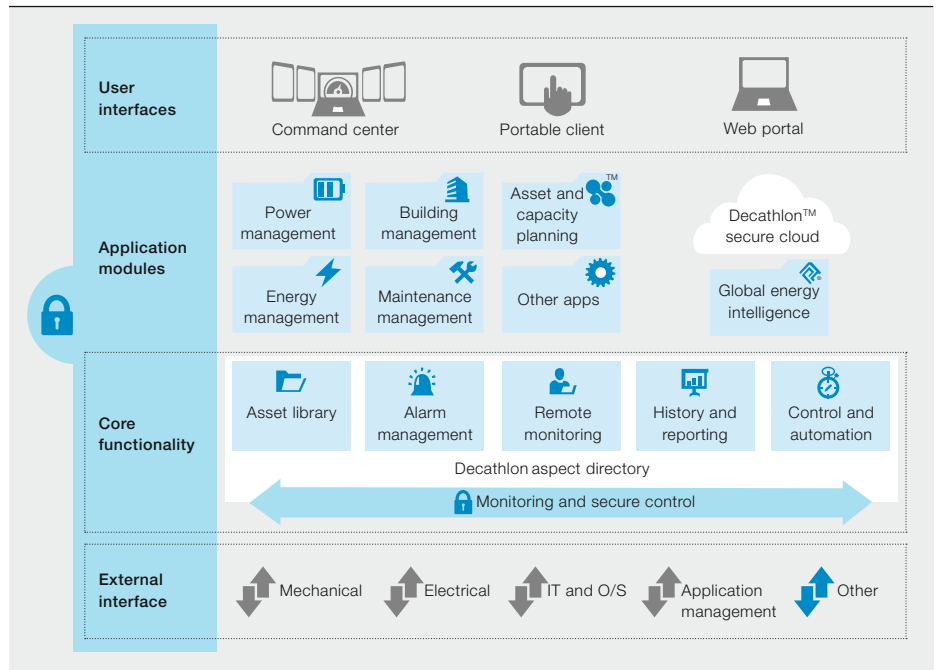 User
interfaces
Command center
Portable client
Web portal
Application
modules
Power
management
Building
management
Asset and
capacity
planning
TM
Decathlon™
secure cloud
Energy
management
Maintenance
management
Other apps
Global energy
intelligence
®
Core
functionality
Asset library
Alarm
management
Remote
monitoring
History and
reporting
Control and
automation
Decathlon aspect directory
Monitoring and secure control
External
interface
Mechanical
Electrical
IT and O/S
Application
management
Other